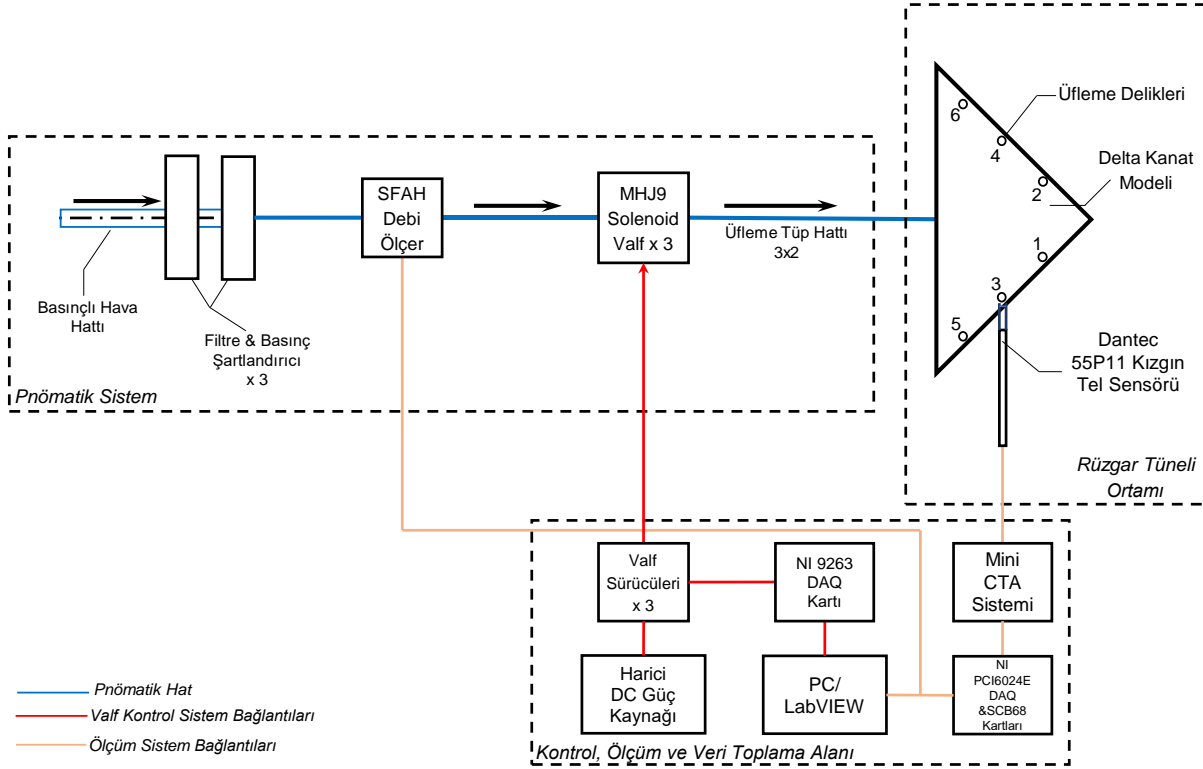 Basınçlı Hava
Hattı
Filtre & Basınç
Şartlandırıcı
x 3
SFAH
Debi
Ölçer
MHJ9
Solenoid
Valf x 3
Üfleme Tüp Hattı
3x2
Pnömatik Sistem
6
4
2
1
3
5
Üfleme Delikleri
Delta Kanat
Modeli
Dantec
55P11 Kızgın
Tel Sensörü
Rüzgar Tüneli
Ortamı
Valf
Sürücüleri
x 3
NI 9263
DAQ
Kartı
Mini
CTA
Sistemi
Harici
DC Güç
Kaynağı
PC/
LabVIEW
NI
PCI6024E
DAQ
&SCB68
Kartları
Kontrol, Ölçüm ve Veri Toplama Alanı
Pnömatik Hat
Valf Kontrol Sistem Bağlantıları
Ölçüm Sistem Bağlantıları